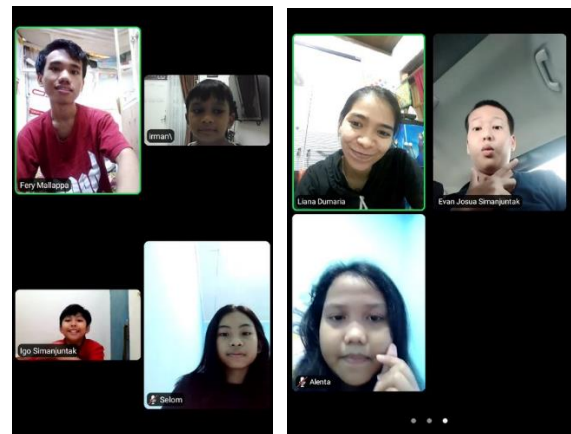 Fery Mallappa
irman\
Igo Simanjuntak
Selom
Liana Dumaria
Evan Josua Simanjuntak
Alenta